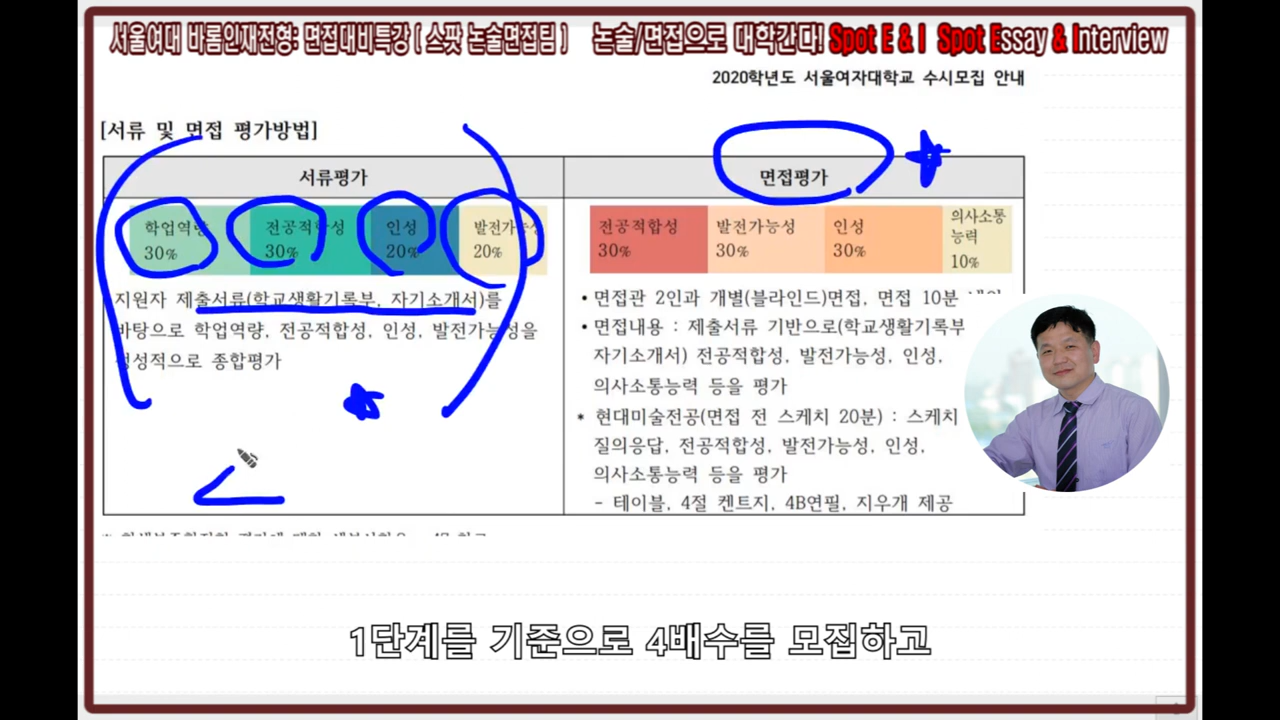 서울여대 바롬인재전형: 면접대비특강 ( 스팟 논술면접팀 ) 논술/면접으로 대학간다! Spot E & I Spot Essay & Interview
2020학년도 서울여자대학교 수시모집 안내
[서류 및 면접 평가방법]
서류평가
학업역량 30%
전공적합성 30%
인성 20%
발전가능성 20%
지원자 제출서류(학교생활기록부, 자기소개서)를
바탕으로 학업역량, 전공적합성, 인성, 발전가능성을
정성적으로 종합평가
면접평가
전공적합성 30%
발전가능성 30%
인성 30%
의사소통
능력
10%
• 면접관 2인과 개별(블라인드)면접, 면접 10분
• 면접내용 : 제출서류 기반으로(학교생활기록부
자기소개서) 전공적합성, 발전가능성, 인성,
의사소통능력 등을 평가
* 현대미술전공(면접 전 스케치 20분) : 스케치
질의응답, 전공적합성, 발전가능성, 인성,
의사소통능력 등을 평가
- 테이블, 4절 켄트지, 4B연필, 지우개 제공
1단계를 기준으로 4배수를 모집하고